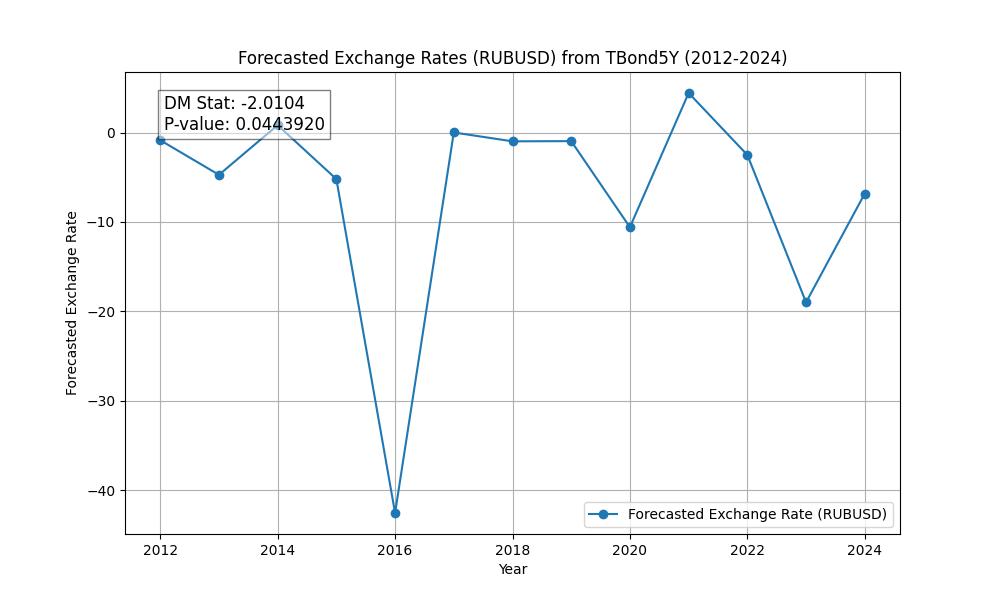 Forecasted Exchange Rates (RUBUSD) from TBond5Y (2012-2024)
DM Stat: -2.0104
P-value: 0.0443920
0
−10
−20
−30
−40
Forecasted Exchange Rate
Forecasted Exchange Rate (RUBUSD)
2012 2014 2016 2018 2020 2022 2024
Year